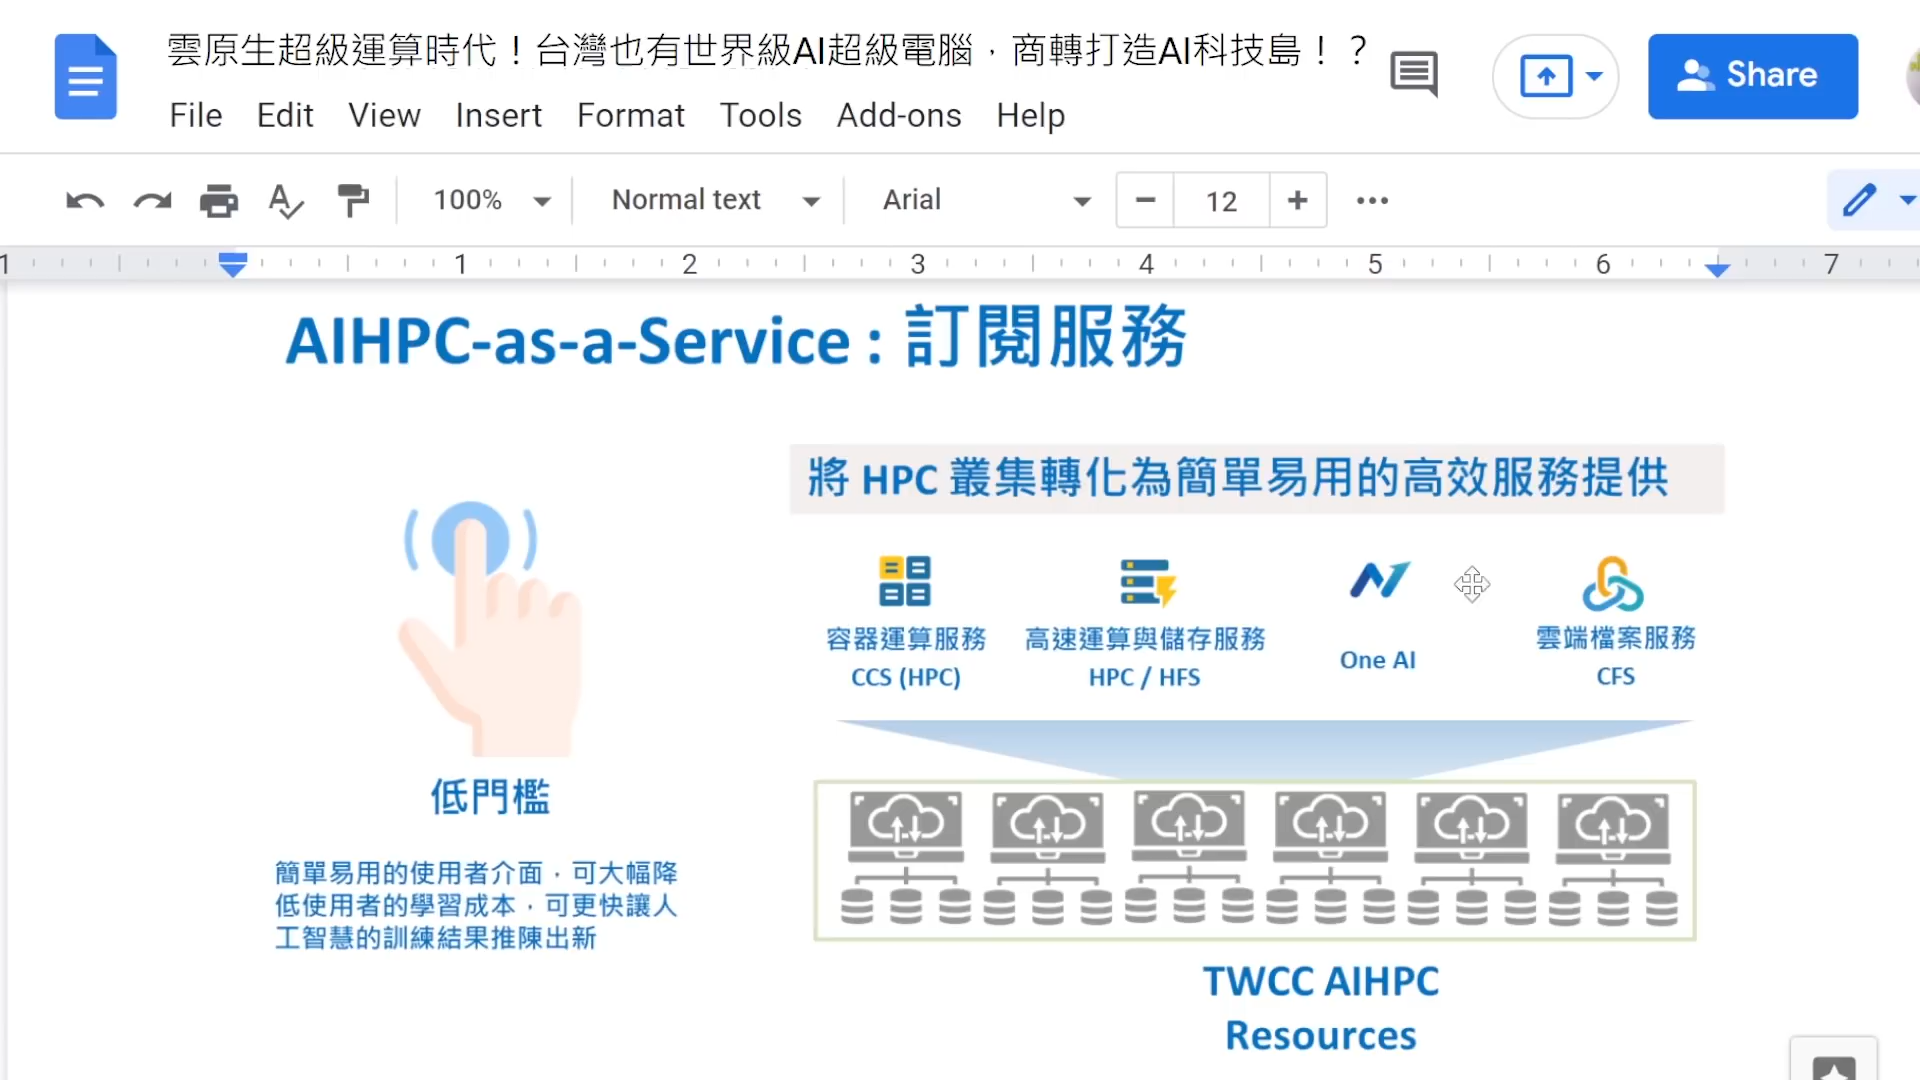 雲原生超級運算時代！台灣也有世界級AI超級電腦，商轉打造AI科技島！？
File Edit View Insert Format Tools Add-ons Help
Share
100% Normal text Arial 12
1 1 2 3 4 5 6 7
AIHPC-as-a-Service : 訂閱服務
將 HPC 叢集轉化為簡單易用的高效服務提供
容器運算服務
CCS (HPC)
高速運算與儲存服務
HPC / HFS
One AI
雲端檔案服務
CFS
低門檻
簡單易用的使用者介面，可大幅降
低使用者的學習成本，可更快讓人
工智慧的訓練結果推陳出新
TWCC AIHPC
Resources